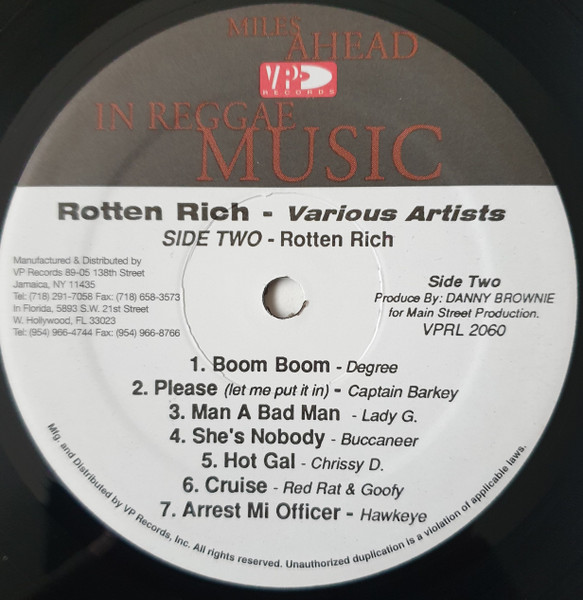 MILES
AHEAD
VP
RECORDS
IN REGGAE
MUSIC
Rotten Rich - Various Artists
SIDE TWO - Rotten Rich
Manufactured & Distributed by
VP Records 89-05 138th Street
Jamaica, NY 11435
Tel: (718) 291-7058 Fax: (718) 658-3573
In Florida, 5893 S.W. 21st Street
W. Hollywood, FL 33023
Tel: (954) 966-4744 Fax: (954) 966-8766
Side Two
Produce By: DANNY BROWNIE
for Main Street Production.
VPRL 2060
1. Boom Boom - Degree
2. Please (let me put it in) - Captain Barkey
3. Man A Bad Man - Lady G.
4. She's Nobody - Buccaneer
5. Hot Gal - Chrissy D.
6. Cruise - Red Rat & Goofy
7. Arrest Mi Officer - Hawkeye
Mfg. and Distributed by VP Records, Inc. All rights reserved. Unauthorized duplication is a violation of applicable laws.